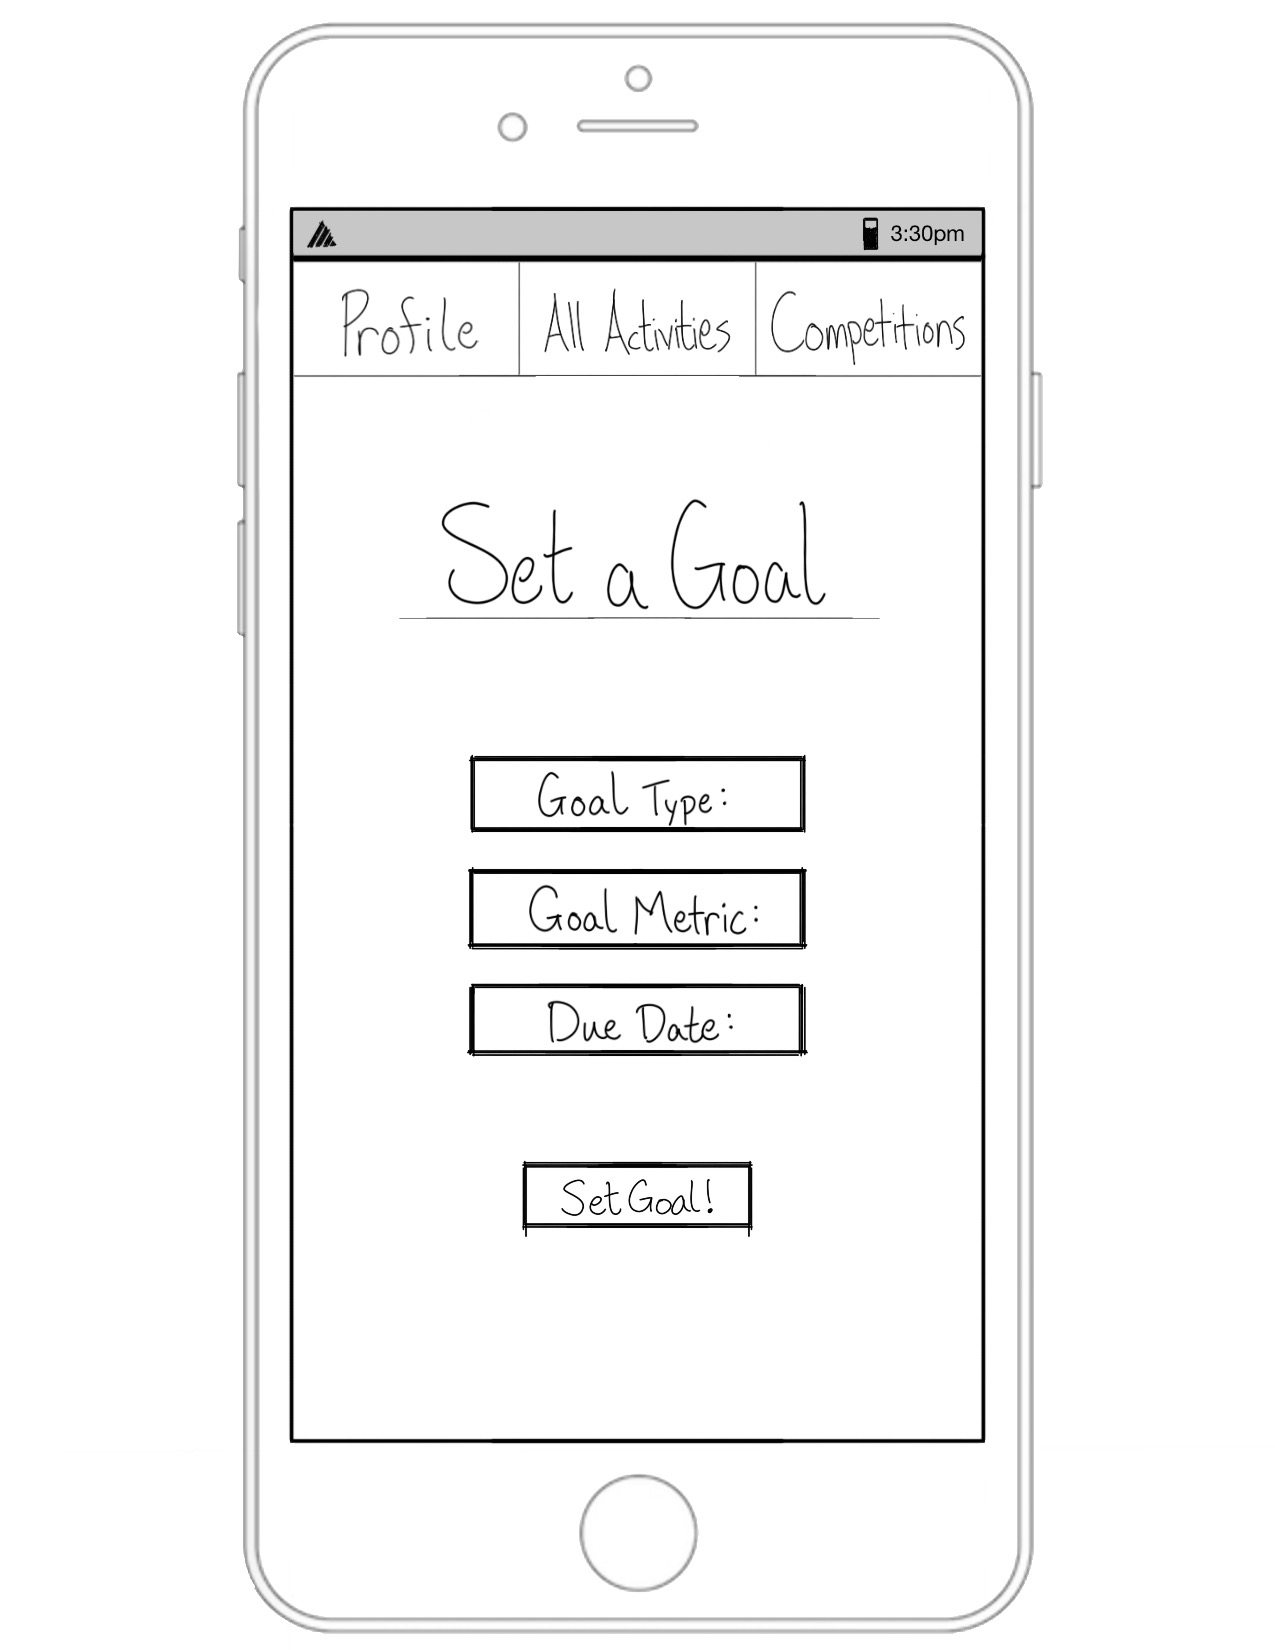 3:30pm
Profile All Activities Competitions
Set a Goal
Goal Type:
Goal Metric:
Due Date:
Set Goal!